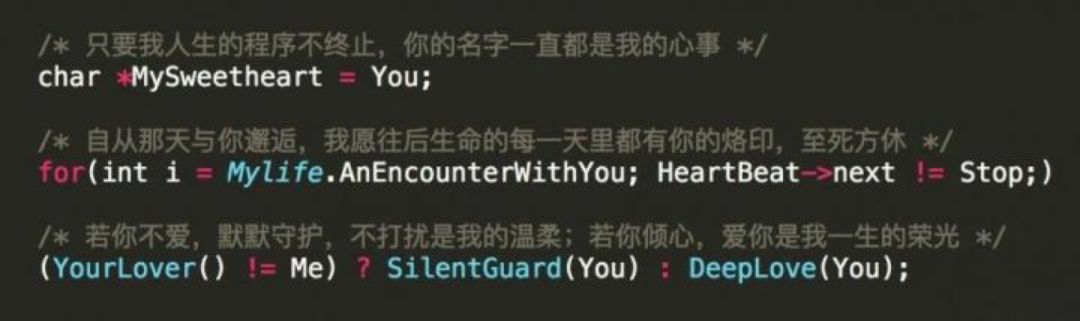 /* 只要我人生的程序不终止，你的名字一直都是我的心事 */
char *MySweetheart = You;
/* 自从那天与你邂逅，我愿往后生命的每一天里都有你的烙印，至死方休 */
for(int i = Mylife.AnEncounterWithYou; HeartBeat->next != Stop;)
/* 若你不爱，默默守护，不打扰是我的温柔；若你倾心，爱你是我一生的荣光 */
(YourLover() != Me) ? SilentGuard(You) : DeepLove(You);